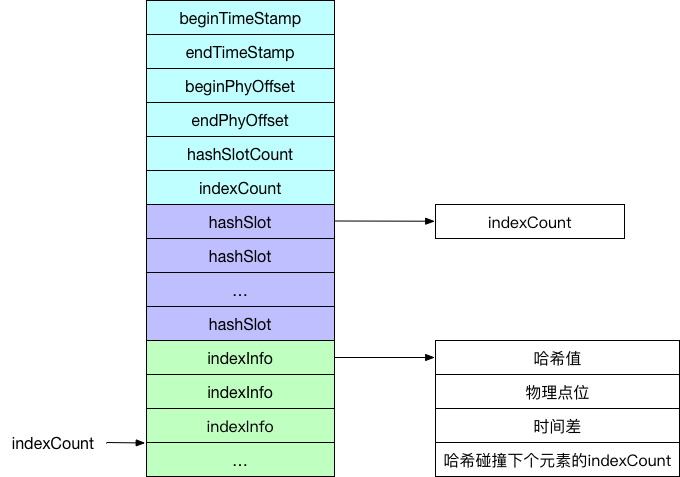 beginTimeStamp
endTimeStamp
beginPhyOffset
endPhyOffset
hashSlotCount
indexCount
hashSlot
indexCount
hashSlot
...
hashSlot
indexInfo
哈希值
indexInfo
物理点位
indexInfo
时间差
indexCount
...
哈希碰撞下个元素的indexCount